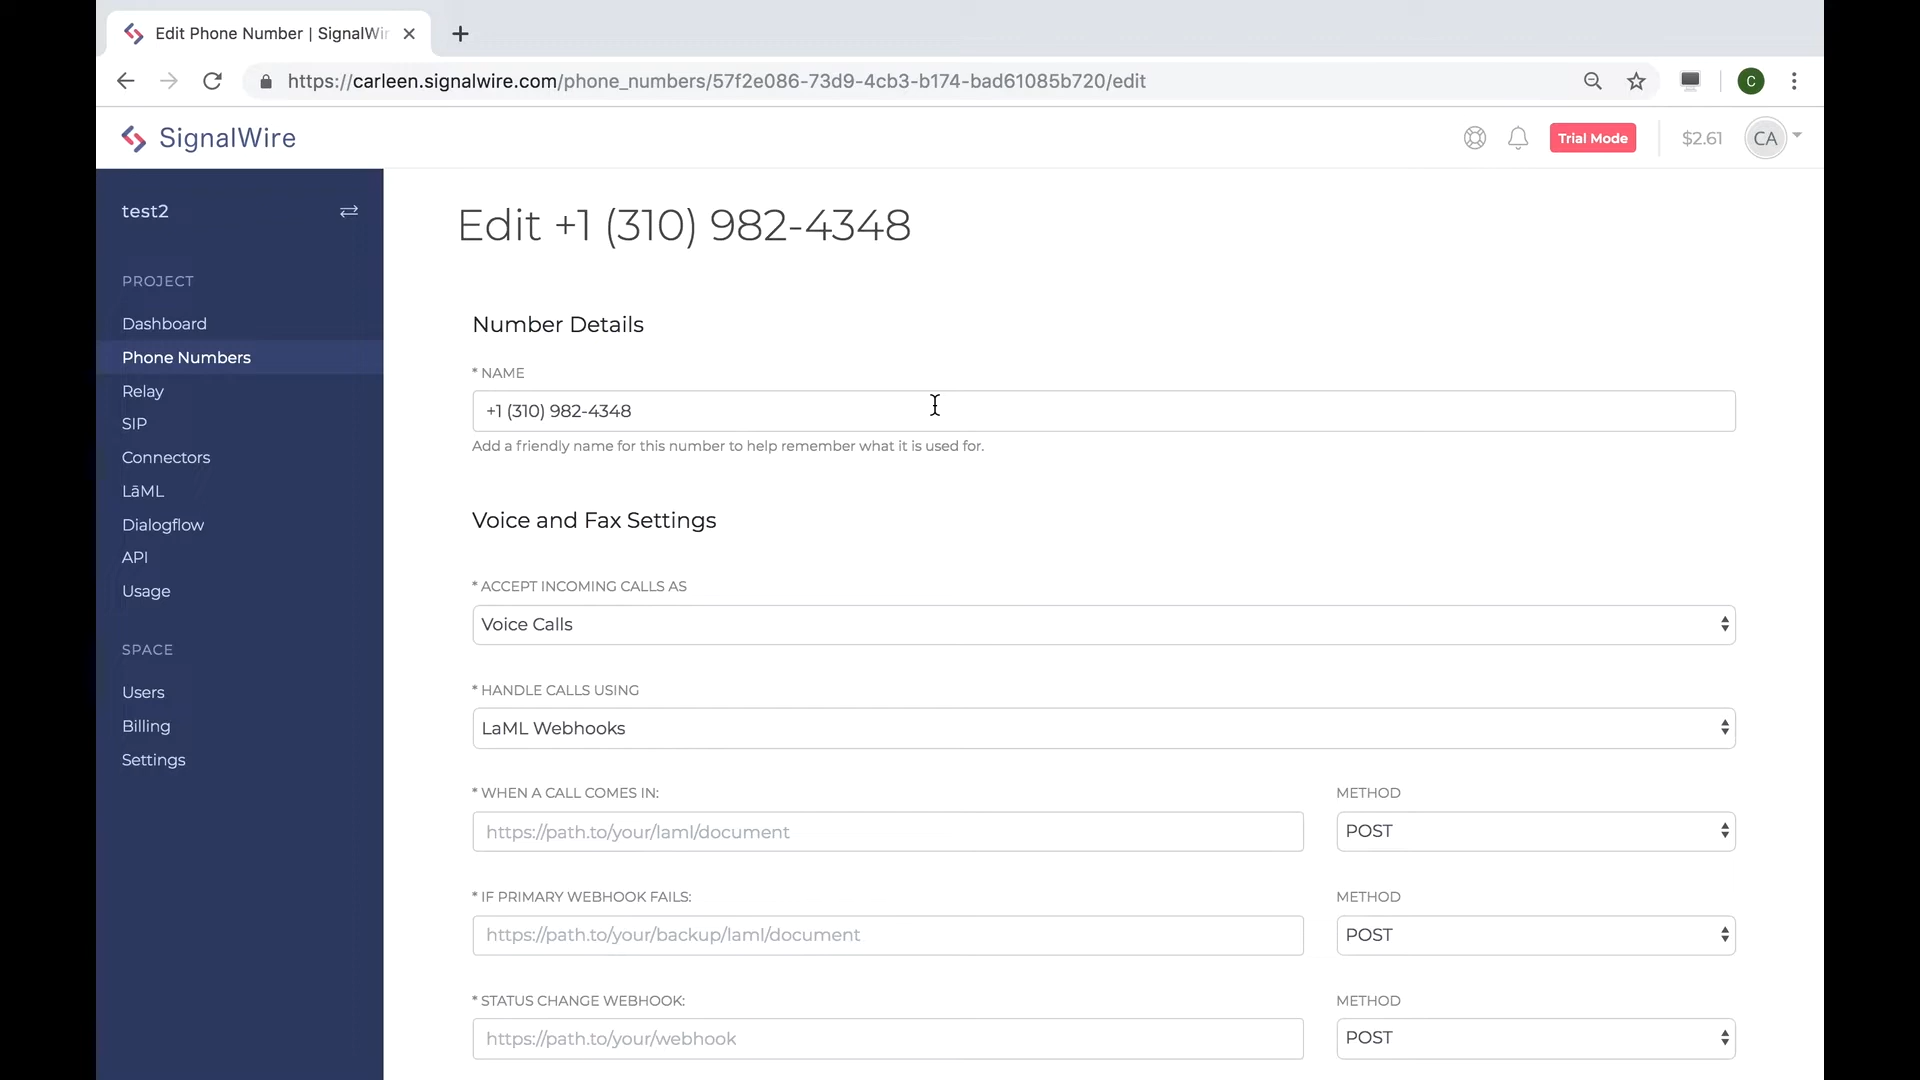 Edit Phone Number | SignalWir
https://carleen.signalwire.com/phone_numbers/57f2e086-73d9-4cb3-b174-bad61085b720/edit
C
SignalWire
Trial Mode
$2.61
CA
test2
PROJECT
Dashboard
Phone Numbers
Relay
SIP
Connectors
LāML
Dialogflow
API
Usage
SPACE
Users
Billing
Settings
Edit +1 (310) 982-4348
Number Details
* NAME
+1 (310) 982-4348
Add a friendly name for this number to help remember what it is used for.
Voice and Fax Settings
* ACCEPT INCOMING CALLS AS
Voice Calls
* HANDLE CALLS USING
LaML Webhooks
* WHEN A CALL COMES IN:
METHOD
https://path.to/your/laml/document
POST
* IF PRIMARY WEBHOOK FAILS:
METHOD
https://path.to/your/backup/laml/document
POST
* STATUS CHANGE WEBHOOK:
METHOD
https://path.to/your/webhook
POST